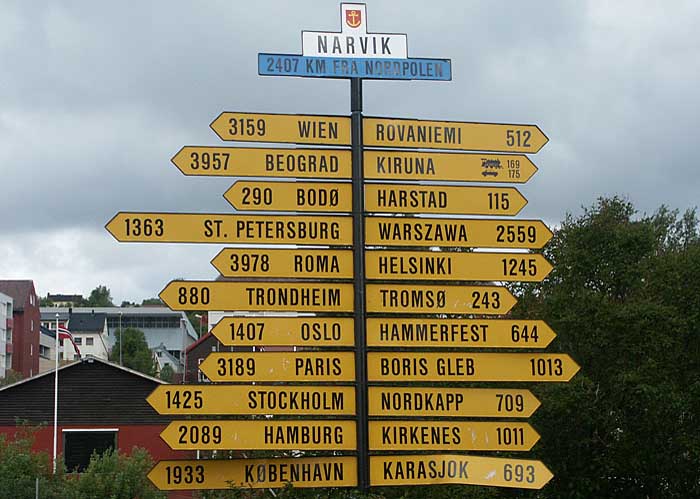 NARVIK
2407 KM FRA NORDPOLEN
3159 WIEN
ROVANIEMI 512
3957 BEOGRAD
KIRUNA 169
175
290 BODØ
HARSTAD 115
1363 ST. PETERSBURG
WARSZAWA 2559
3978 ROMA
HELSINKI 1245
880 TRONDHEIM
TROMSØ 243
1407 OSLO
HAMMERFEST 644
3189 PARIS
BORIS GLEB 1013
1425 STOCKHOLM
NORDKAPP 709
2089 HAMBURG
KIRKENES 1011
1933 KØBENHAVN
KARASJOK 693